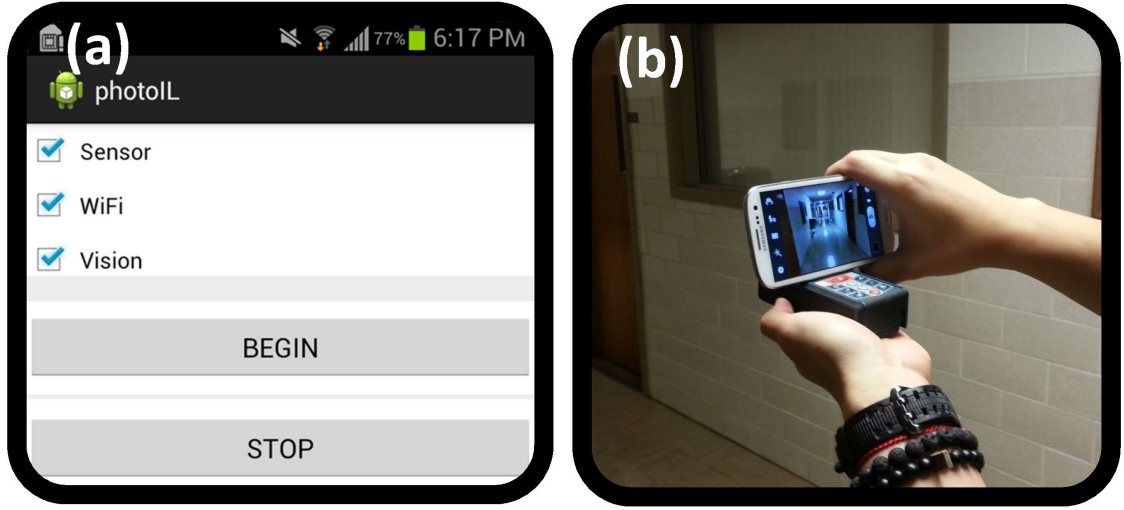 (a)
77% 6:17 PM
photoIL
Sensor
WiFi
Vision
BEGIN
STOP
(b)